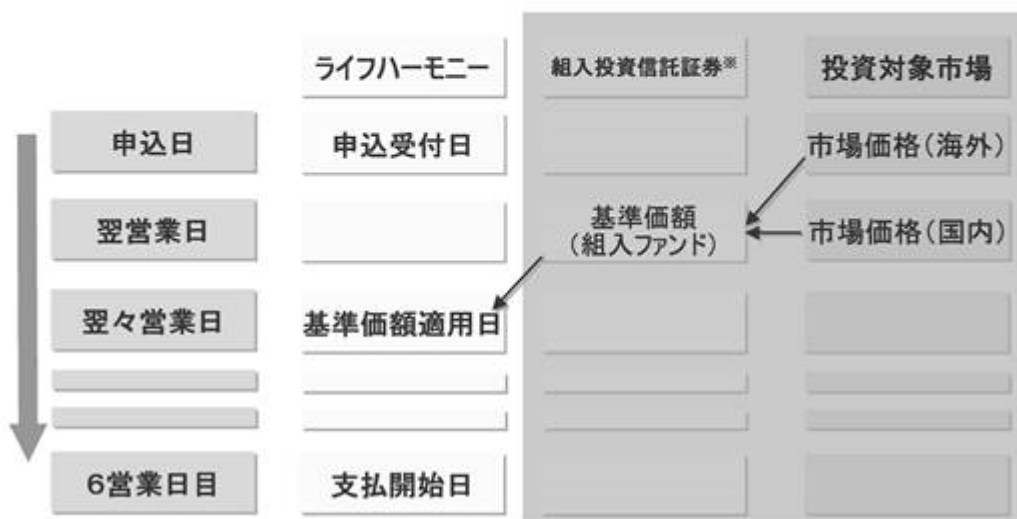 ライフハーモニー
組入投資信託証券※
投資対象市場
申込日
申込受付日
市場価格(海外)
翌営業日
基準価額
(組入ファンド)
市場価格(国内)
翌々営業日
基準価額適用日
6営業日目
支払開始日